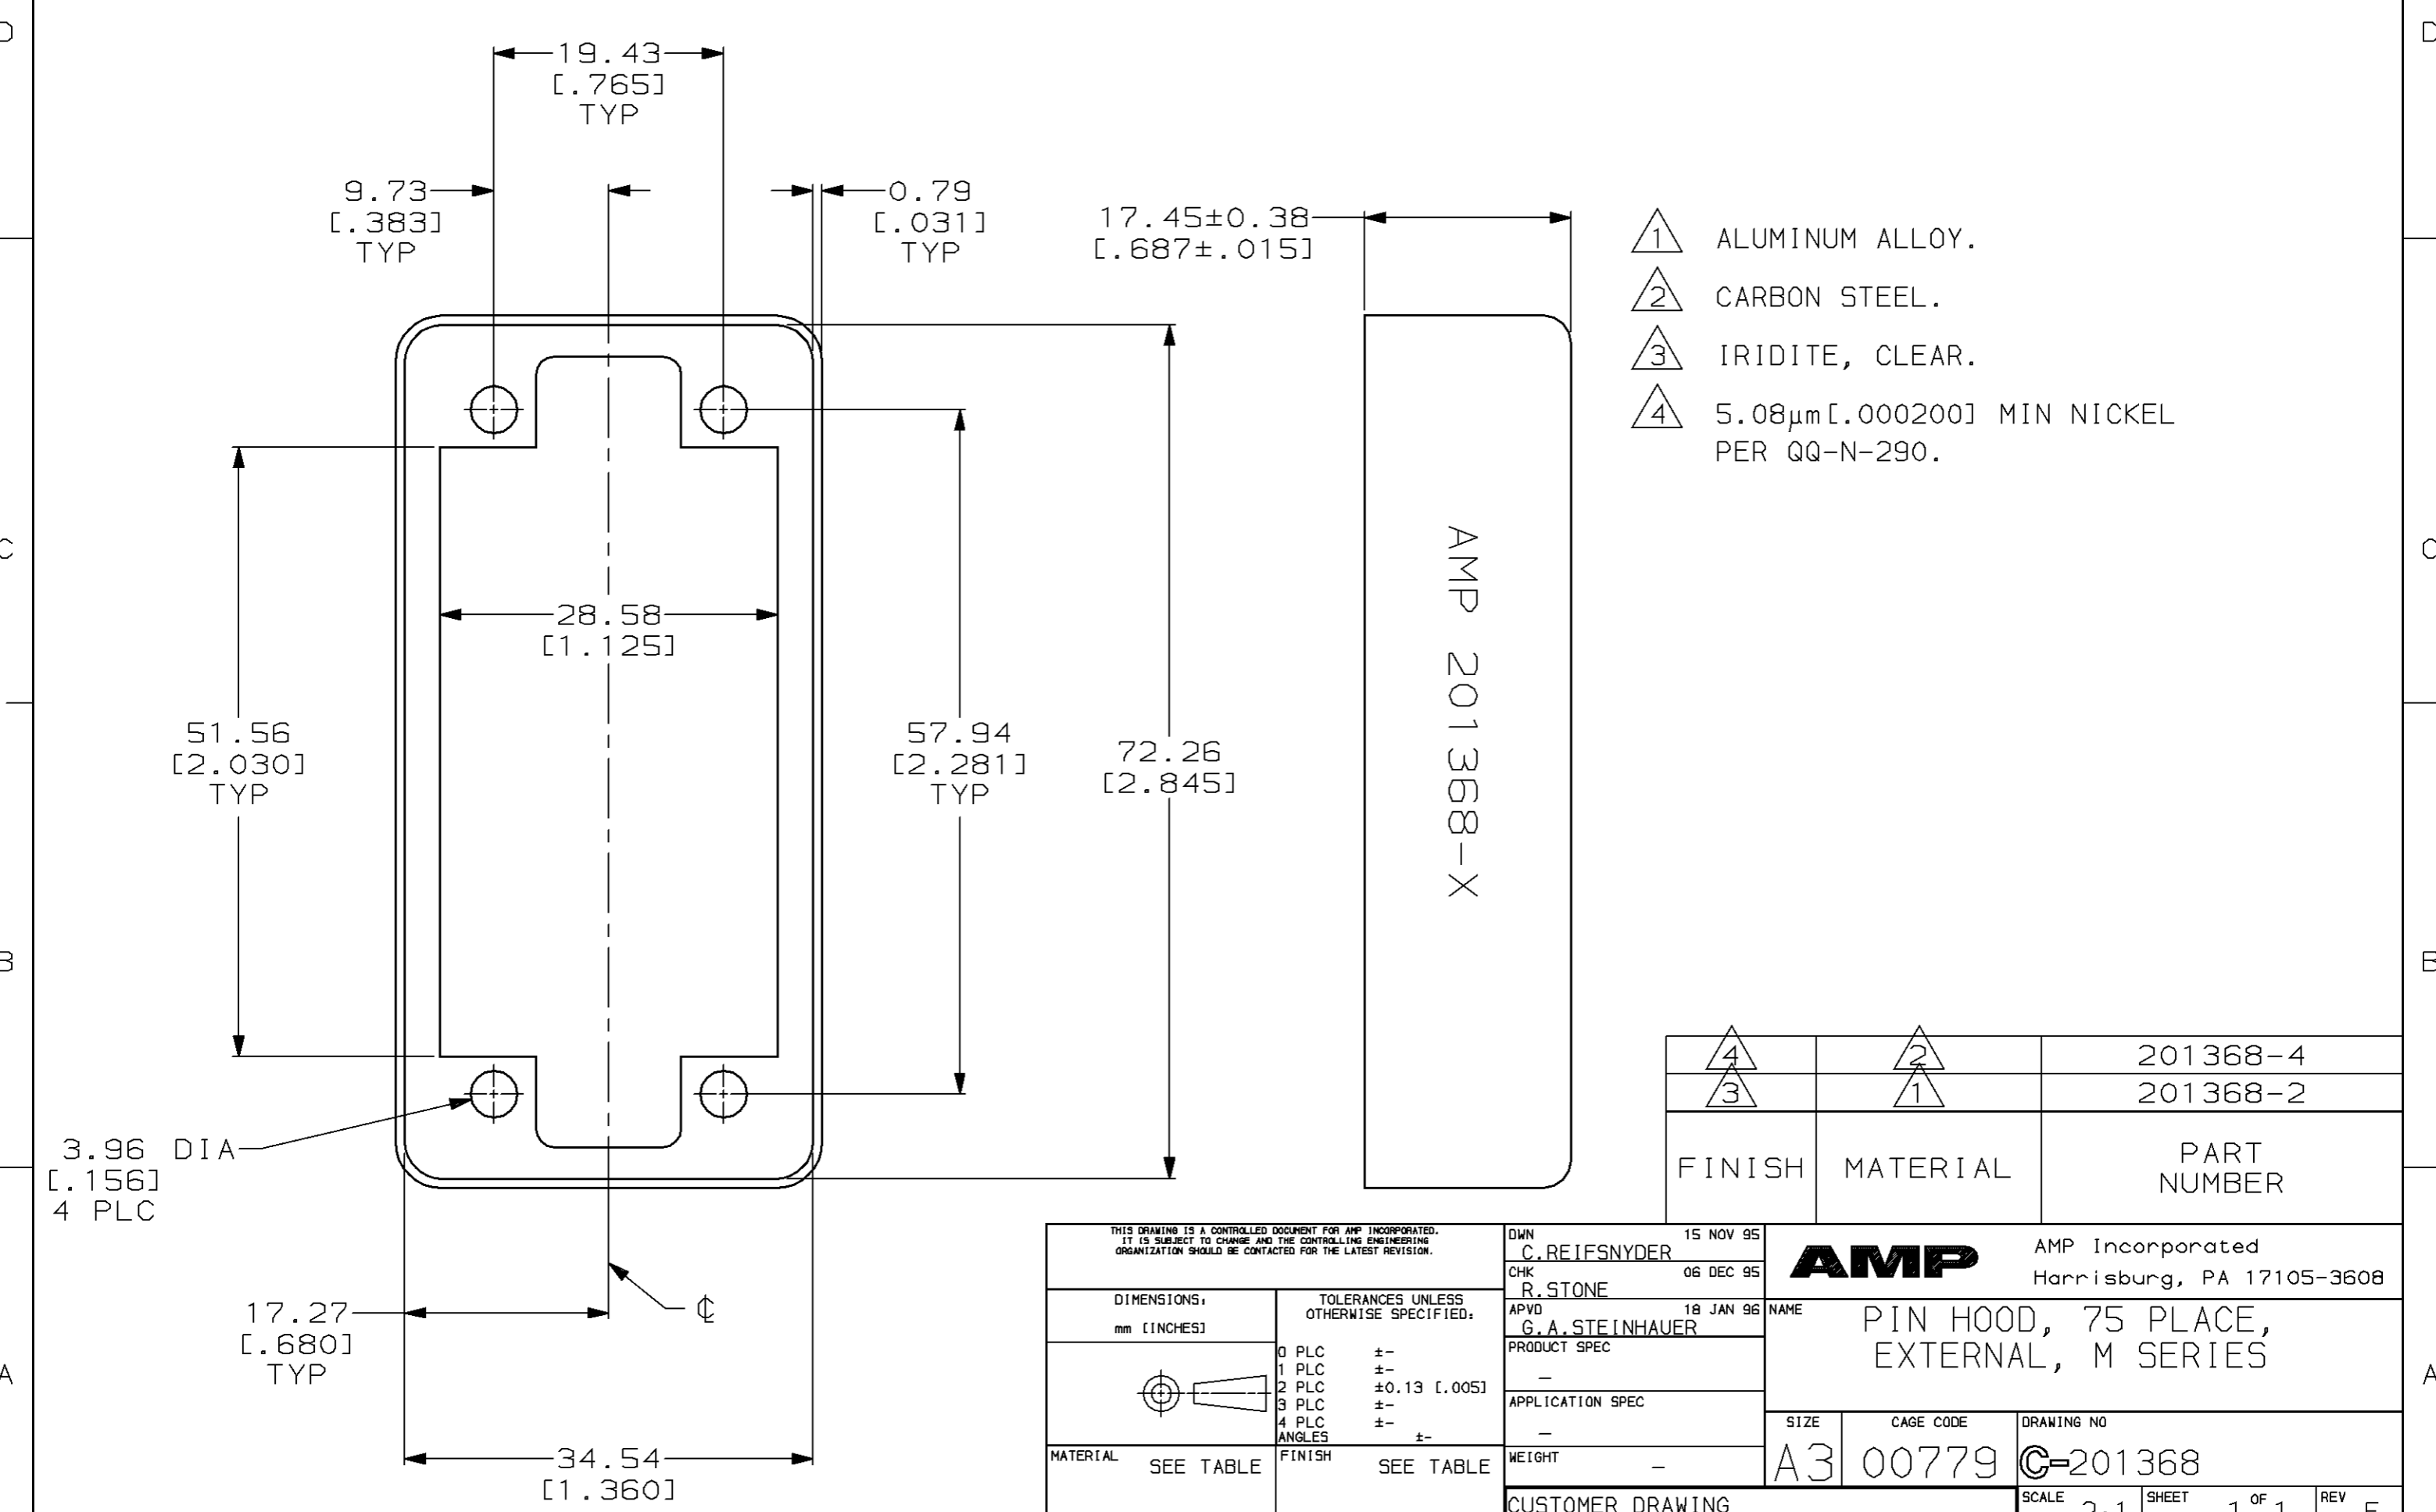 19.43
[.765]
TYP
9.73
[.383]
TYP
0.79
[.031]
TYP
17.45±0.38
[.687±.015]
1 ALUMINUM ALLOY.
2 CARBON STEEL.
3 IRIDITE, CLEAR.
4 5.08µm[.000200] MIN NICKEL
PER QQ-N-290.
28.58
[1.125]
51.56
[2.030]
TYP
57.94
[2.281]
TYP
72.26
[2.845]
AMP 201368-X
3.96 DIA
[.156]
4 PLC
17.27
[.680]
TYP
℄
34.54
[1.360]
4 2 201368-4
3 1 201368-2
FINISH MATERIAL PART
NUMBER
THIS DRAWING IS A CONTROLLED DOCUMENT FOR AMP INCORPORATED.
IT IS SUBJECT TO CHANGE AND THE CONTROLLING ENGINEERING
ORGANIZATION SHOULD BE CONTACTED FOR THE LATEST REVISION.
DIMENSIONS:
mm [INCHES]
TOLERANCES UNLESS
OTHERWISE SPECIFIED:
0 PLC ±-
1 PLC ±-
2 PLC ±0.13 [.005]
3 PLC ±-
4 PLC ±-
ANGLES ±-
MATERIAL SEE TABLE
FINISH SEE TABLE
DWN 15 NOV 95
C.REIFSNYDER
CHK 06 DEC 95
R.STONE
APVD 18 JAN 96
G.A.STEINHAUER
PRODUCT SPEC
-
APPLICATION SPEC
-
WEIGHT -
CUSTOMER DRAWING
AMP
AMP Incorporated
Harrisburg, PA 17105-3608
NAME PIN HOOD, 75 PLACE,
EXTERNAL, M SERIES
SIZE A3
CAGE CODE 00779
DRAWING NO C-201368
SCALE
SHEET 1 OF 1
REV
D
D
C
C
B
B
A
A